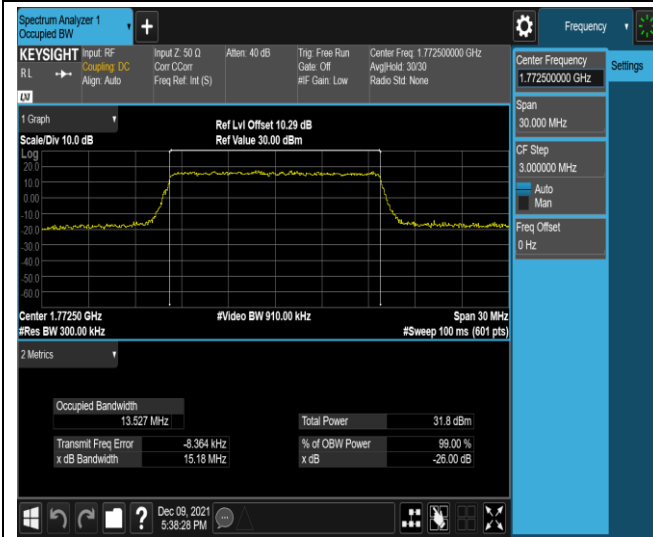 Spectrum Analyzer 1
Occupied BW
Frequency
KEYSIGHT
RL
LXI
Input: RF
Coupling: DC
Align: Auto
Input Z: 50 Ω
Corr CCorr
Freq Ref: Int (S)
Atten: 40 dB
Trig: Free Run
Gate: Off
#IF Gain: Low
Center Freq: 1.772500000 GHz
Avg|Hold: 30/30
Radio Std: None
Center Frequency
1.772500000 GHz
Settings
Span
30.000 MHz
CF Step
3.000000 MHz
Auto
Man
Freq Offset
0 Hz
1 Graph
Scale/Div 10.0 dB
Ref Lvl Offset 10.29 dB
Ref Value 30.00 dBm
Log
20.0
10.0
0.00
-10.0
-20.0
-30.0
-40.0
-50.0
-60.0
Center 1.77250 GHz
#Video BW 910.00 kHz
Span 30 MHz
#Res BW 300.00 kHz
#Sweep 100 ms (601 pts)
2 Metrics
Occupied Bandwidth
13.527 MHz
Total Power 31.8 dBm
Transmit Freq Error -8.364 kHz
% of OBW Power 99.00 %
x dB Bandwidth 15.18 MHz
x dB -26.00 dB
?
Dec 09, 2021
5:38:28 PM